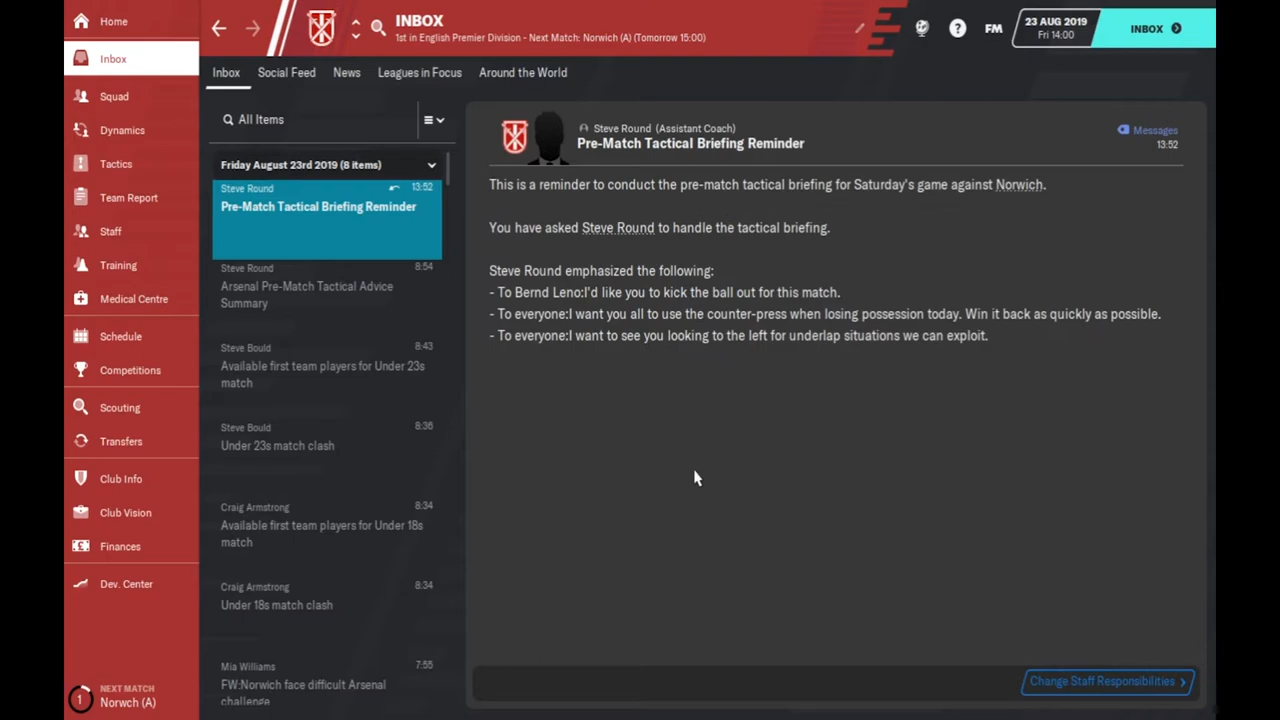 Home
Inbox
Squad
Dynamics
Tactics
Team Report
Staff
Training
Medical Centre
Schedule
Competitions
Scouting
Transfers
Club Info
Club Vision
Finances
Dev. Center
1
NEXT MATCH
Norwch (A)
INBOX
1st in English Premier Division - Next Match: Norwich (A) (Tomorrow 15:00)
?
FM
23 AUG 2019
Fri 14:00
INBOX
Inbox
Social Feed
News
Leagues in Focus
Around the World
All Items
Friday August 23rd 2019 (8 items)
Steve Round 13:52
Pre-Match Tactical Briefing Reminder
Steve Round 8:54
Arsenal Pre-Match Tactical Advice
Summary
Steve Bould 8:43
Available first team players for Under 23s
match
Steve Bould 8:36
Under 23s match clash
Craig Armstrong 8:34
Available first team players for Under 18s
match
Craig Armstrong 8:34
Under 18s match clash
Mia Williams 7:55
FW:Norwich face difficult Arsenal
challenge
Steve Round (Assistant Coach)
Pre-Match Tactical Briefing Reminder
Messages
13:52
This is a reminder to conduct the pre-match tactical briefing for Saturday's game against Norwich.
You have asked Steve Round to handle the tactical briefing.
Steve Round emphasized the following:
- To Bernd Leno:I'd like you to kick the ball out for this match.
- To everyone:I want you all to use the counter-press when losing possession today. Win it back as quickly as possible.
- To everyone:I want to see you looking to the left for underlap situations we can exploit.
Change Staff Responsibilities